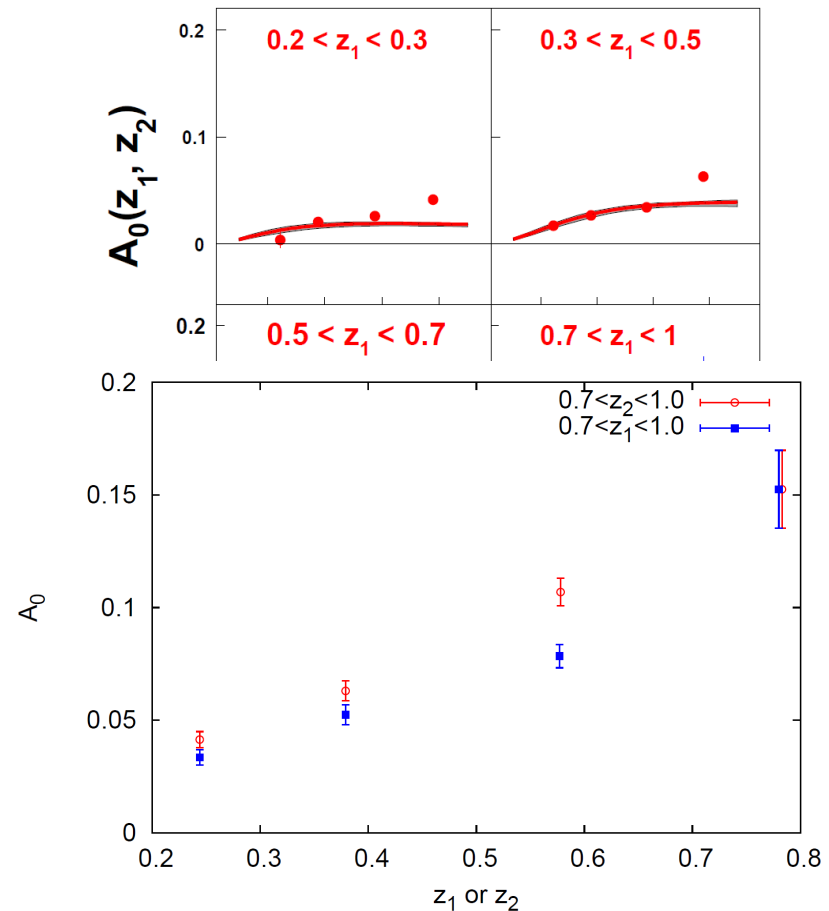 0.2 < z₁ < 0.3
0.3 < z₁ < 0.5
0.2
0.1
0
A₀(z₁, z₂)
0.5 < z₁ < 0.7
0.7 < z₁ < 1
0.2
0.7<z₂<1.0
0.7<z₁<1.0
0.2
0.15
0.1
0.05
0
A₀
0.2 0.3 0.4 0.5 0.6 0.7 0.8
z₁ or z₂